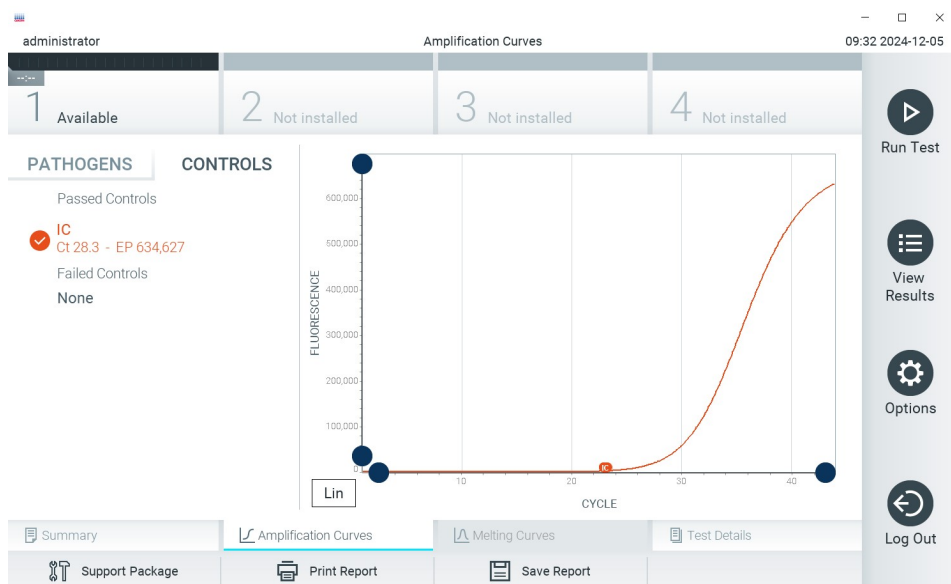 administrator
Amplification Curves
09:32 2024-12-05
--:--
1 Available
2 Not installed
3 Not installed
4 Not installed
Run Test
PATHOGENS
CONTROLS
Passed Controls
IC
Ct 28.3 - EP 634,627
Failed Controls
None
FLUORESCENCE
600,000
500,000
400,000
300,000
200,000
100,000
0
IC
10
20
30
40
Lin
CYCLE
View
Results
Options
Log Out
Summary
Amplification Curves
Melting Curves
Test Details
Support Package
Print Report
Save Report